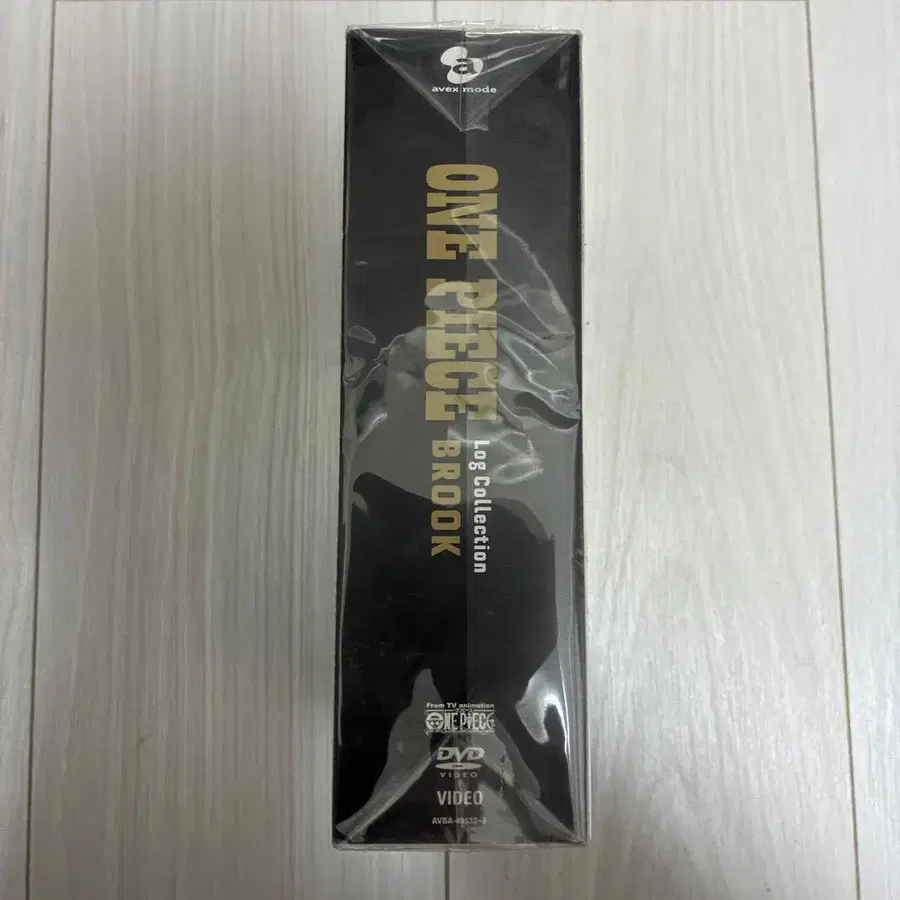 a
avex mode
ONE PIECE
Log Collection
BROOK
From TV animation
ONE PIECE
DVD
VIDEO
VIDEO